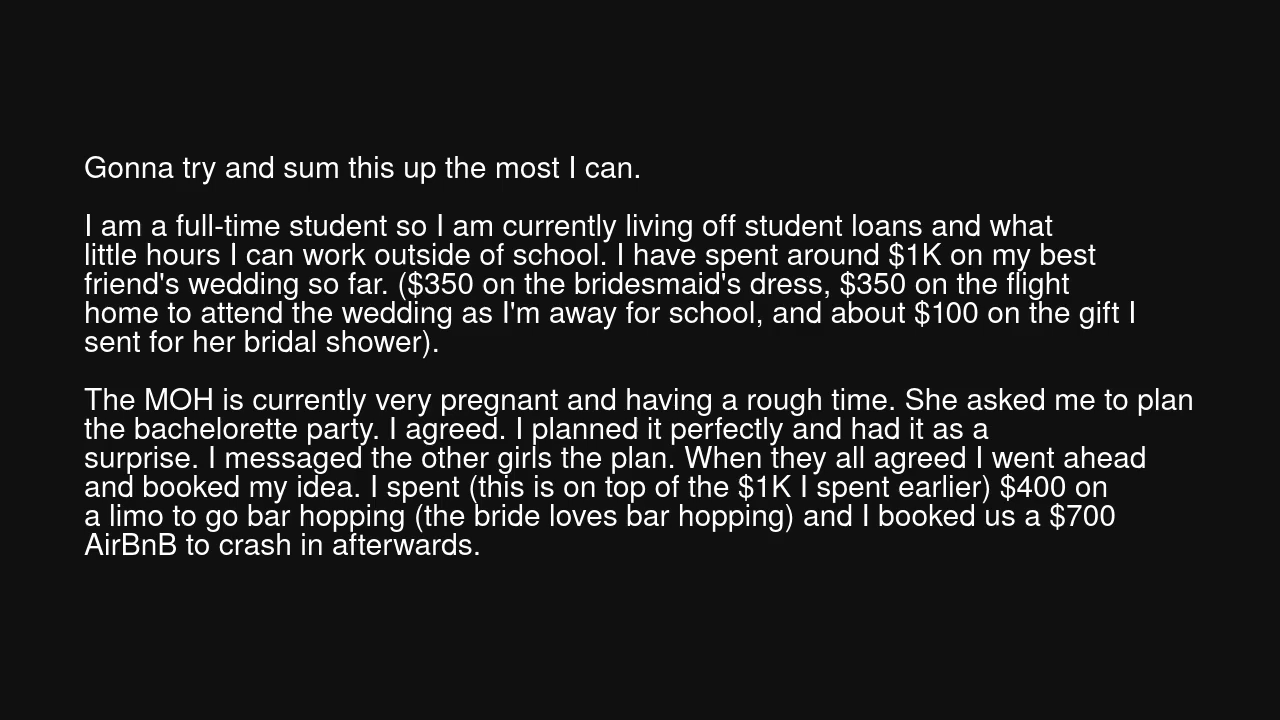 Gonna try and sum this up the most I can.
I am a full-time student so I am currently living off student loans and what
little hours I can work outside of school. I have spent around $1K on my best
friend's wedding so far. ($350 on the bridesmaid's dress, $350 on the flight
home to attend the wedding as I'm away for school, and about $100 on the gift I
sent for her bridal shower).
The MOH is currently very pregnant and having a rough time. She asked me to plan
the bachelorette party. I agreed. I planned it perfectly and had it as a
surprise. I messaged the other girls the plan. When they all agreed I went ahead
and booked my idea. I spent (this is on top of the $1K I spent earlier) $400 on
a limo to go bar hopping (the bride loves bar hopping) and I booked us a $700
AirBnB to crash in afterwards.